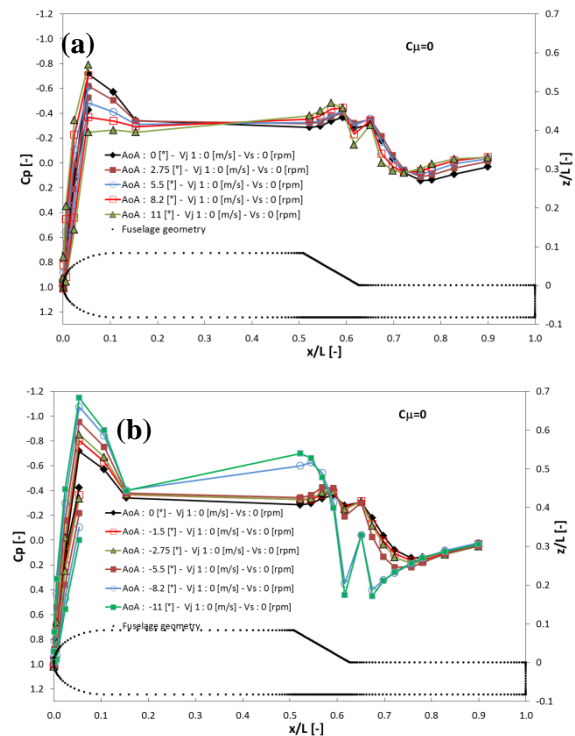 (a)
Cμ=0
-1.2
-1.0
-0.8
-0.6
-0.4
-0.2
0.0
0.2
0.4
0.6
0.8
1.0
1.2
Cp [-]
0.7
0.6
0.5
0.4
0.3
0.2
0.1
0
-0.1
z/L [-]
AoA : 0 [°] - Vj 1 : 0 [m/s] - Vs : 0 [rpm]
AoA : 2.75 [°] - Vj 1 : 0 [m/s] - Vs : 0 [rpm]
AoA : 5.5 [°] - Vj 1 : 0 [m/s] - Vs : 0 [rpm]
AoA : 8.2 [°] - Vj 1 : 0 [m/s] - Vs : 0 [rpm]
AoA : 11 [°] - Vj 1 : 0 [m/s] - Vs : 0 [rpm]
Fuselage geometry
0.0 0.1 0.2 0.3 0.4 0.5 0.6 0.7 0.8 0.9 1.0
x/L [-]
(b)
Cμ=0
-1.2
-1.0
-0.8
-0.6
-0.4
-0.2
0.0
0.2
0.4
0.6
0.8
1.0
1.2
Cp [-]
0.7
0.6
0.5
0.4
0.3
0.2
0.1
0
-0.1
z/L [-]
AoA : 0 [°] - Vj 1 : 0 [m/s] - Vs : 0 [rpm]
AoA : -1.5 [°] - Vj 1 : 0 [m/s] - Vs : 0 [rpm]
AoA : -2.75 [°] - Vj 1 : 0 [m/s] - Vs : 0 [rpm]
AoA : -5.5 [°] - Vj 1 : 0 [m/s] - Vs : 0 [rpm]
AoA : -8.2 [°] - Vj 1 : 0 [m/s] - Vs : 0 [rpm]
AoA : -11 [°] - Vj 1 : 0 [m/s] - Vs : 0 [rpm]
Fuselage geometry
0.0 0.1 0.2 0.3 0.4 0.5 0.6 0.7 0.8 0.9 1.0
x/L [-]